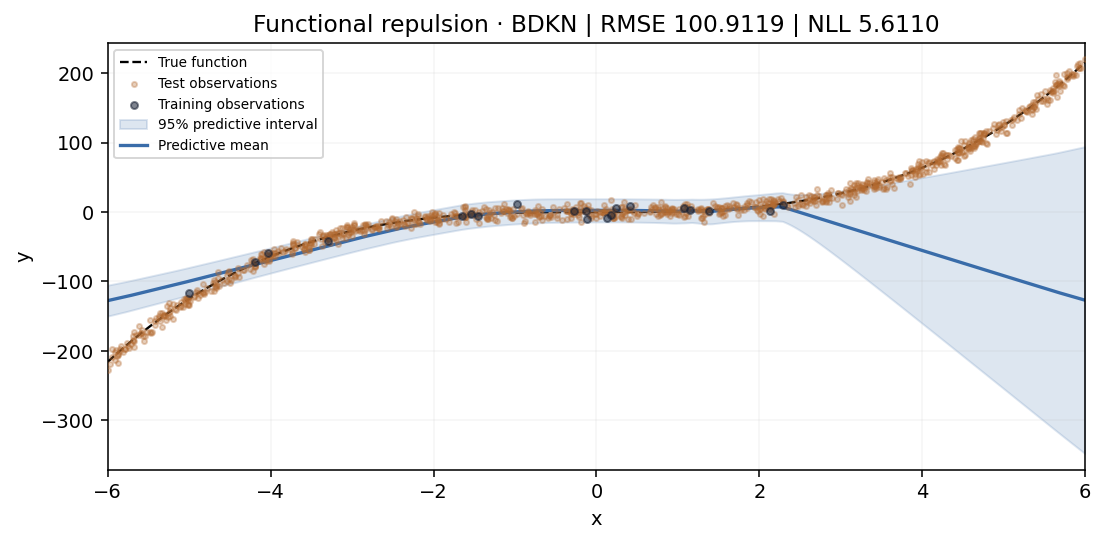 Functional repulsion · BDKN | RMSE 100.9119 | NLL 5.6110
True function
Test observations
Training observations
95% predictive interval
Predictive mean
200
100
0
−100
−200
−300
y
−6
−4
−2
0
2
4
6
x